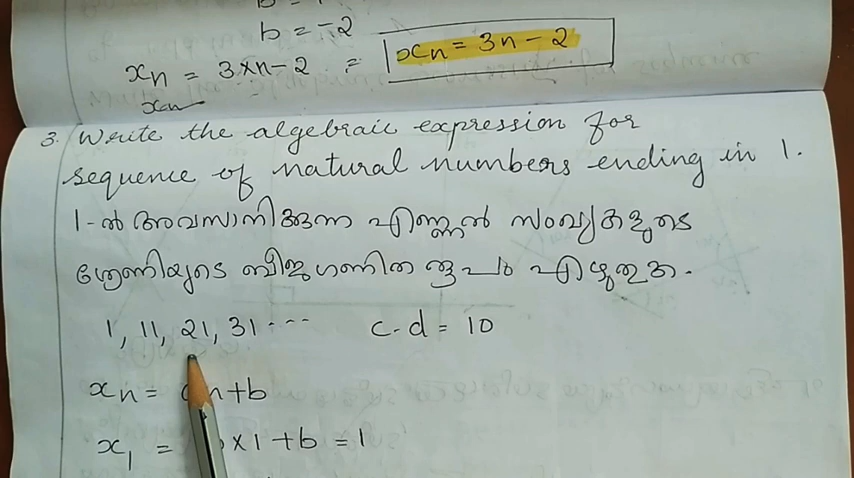 b = -2
xn = 3×n-2 = xn = 3n-2
xn
3. Write the algebraic expression for
sequence of natural numbers ending in 1.
1-ൽ അവസാനിക്കുന്ന എണ്ണൽ സംഖ്യകളുടെ
ശ്രേണിയുടെ ബീജഗണിത രൂപം എഴുതുക.
1, 11, 21, 31 ---- c.d = 10
xn = n+b
x1 = ×1+b = 1